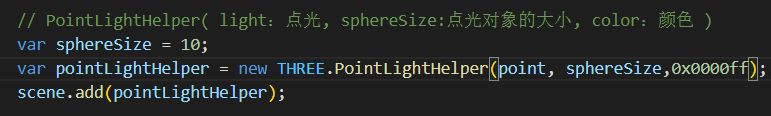 // PointLightHelper( light：点光, sphereSize:点光对象的大小, color：颜色 )
var sphereSize = 10;
var pointLightHelper = new THREE.PointLightHelper(point, sphereSize,0x0000ff);
scene.add(pointLightHelper);